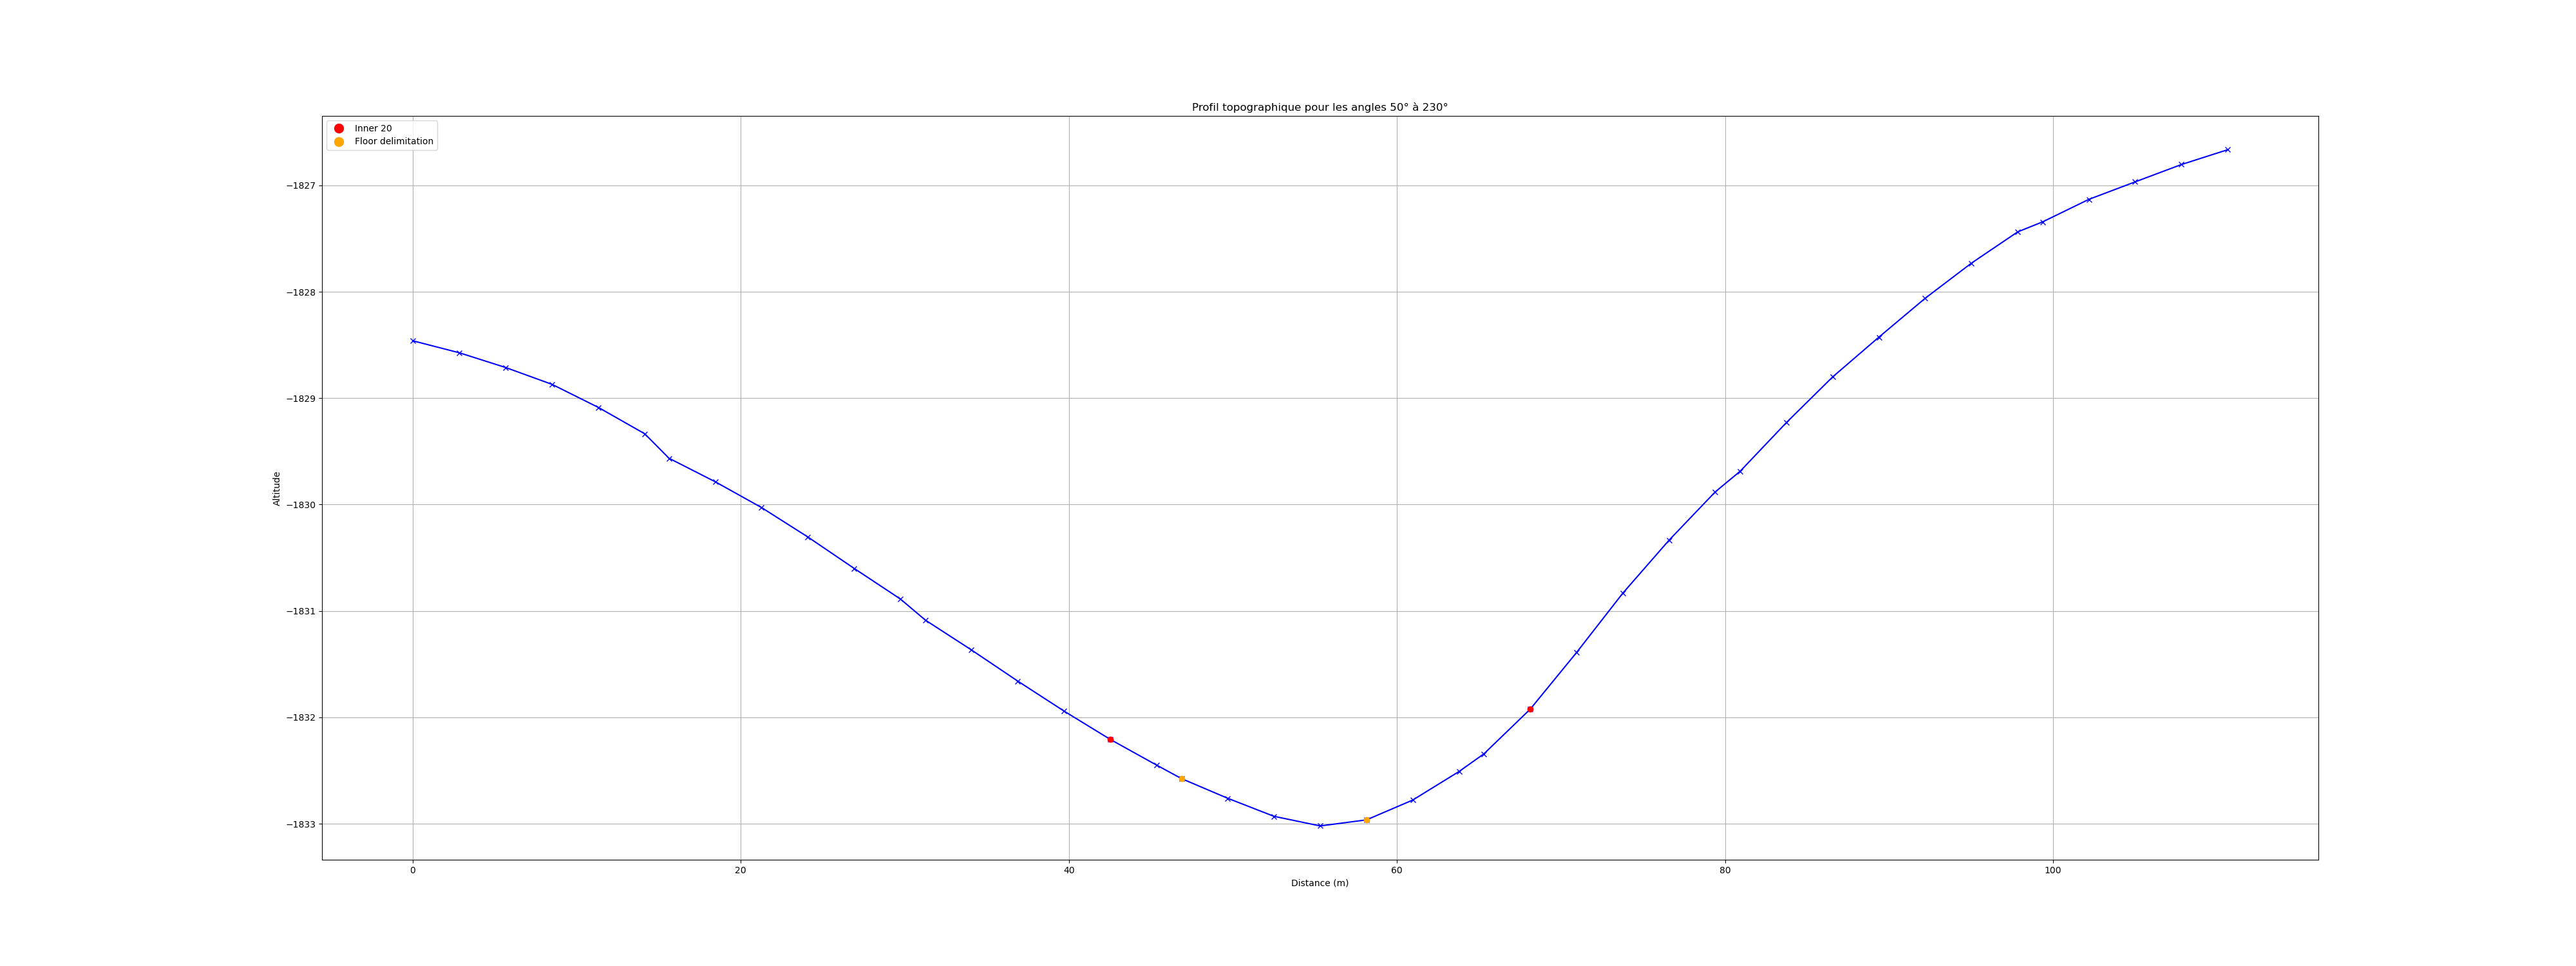 Profil topographique pour les angles 50° à 230°
Inner 20
Floor delimitation
Altitude
−1827
−1828
−1829
−1830
−1831
−1832
−1833
0 20 40 60 80 100
Distance (m)